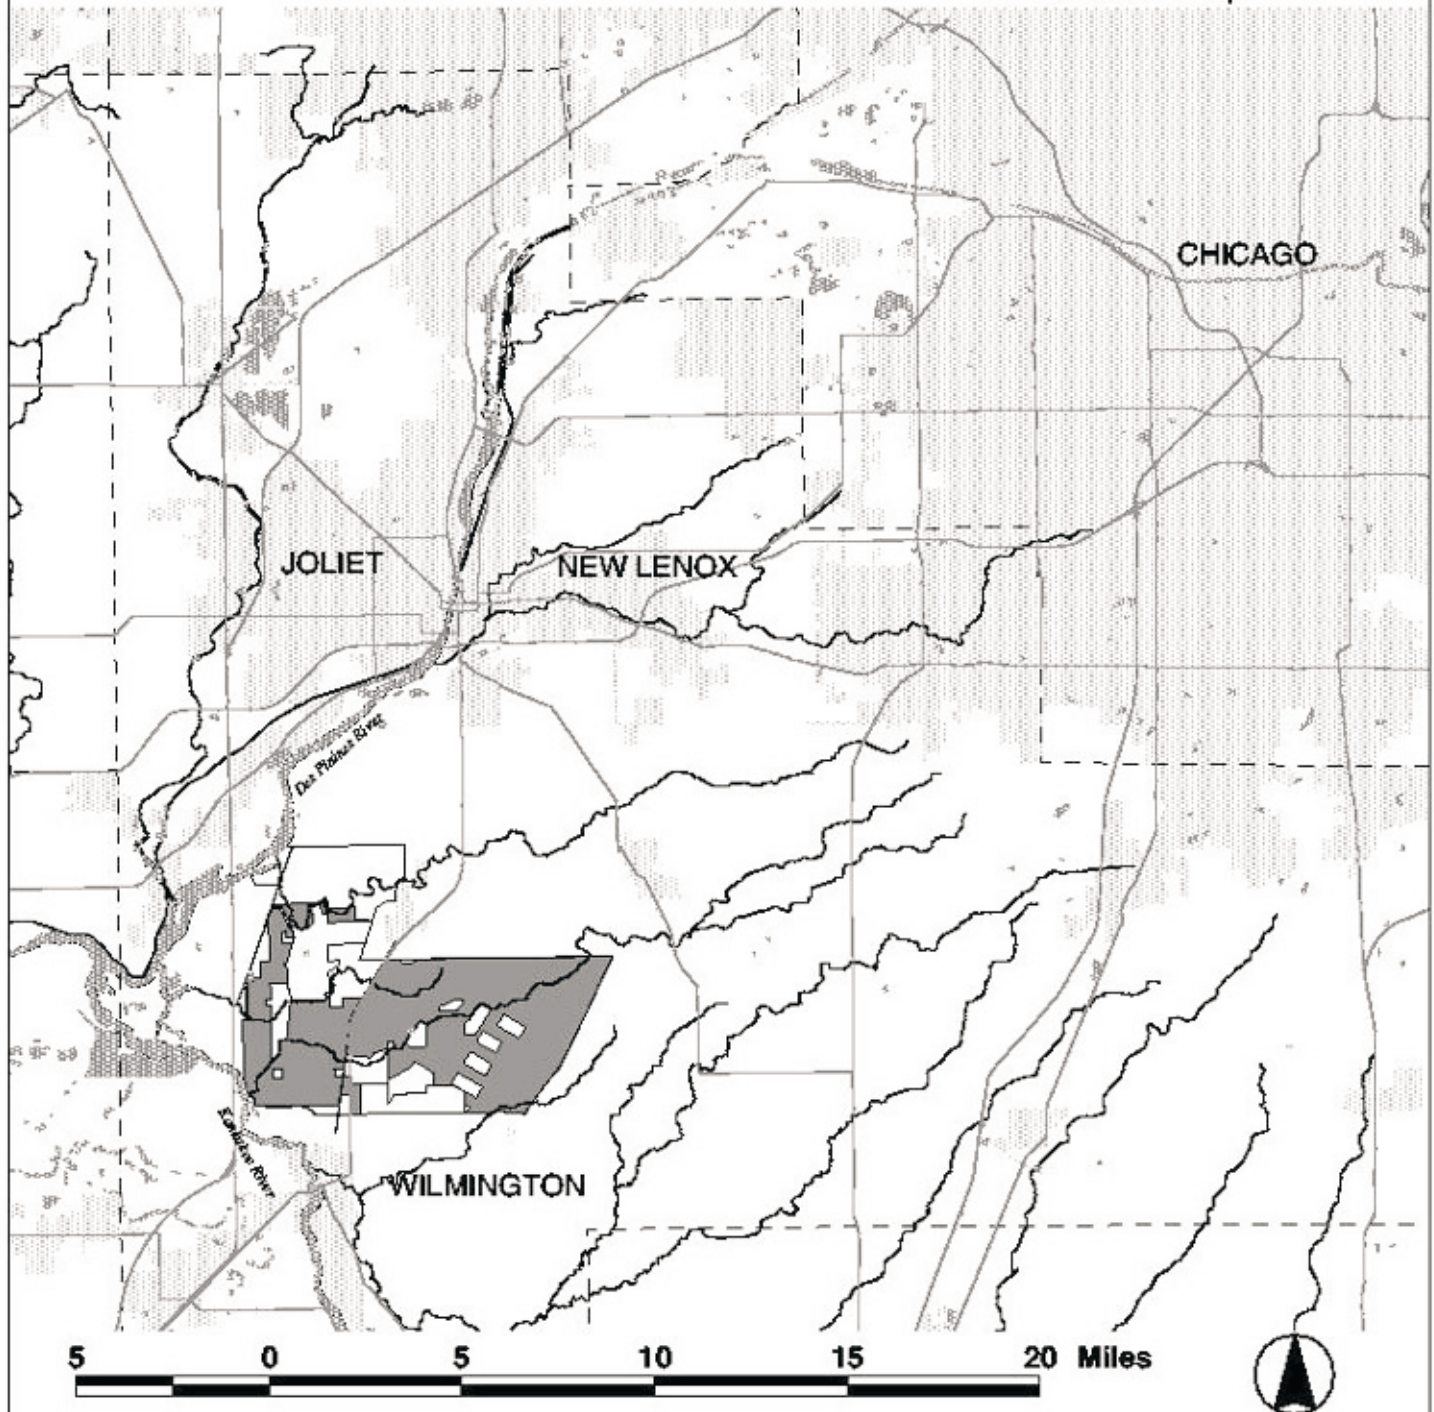 CHICAGO
JOLIET
NEW LENOX
Des Plaines River
Kankakee River
WILMINGTON
5 0 5 10 15 20 Miles